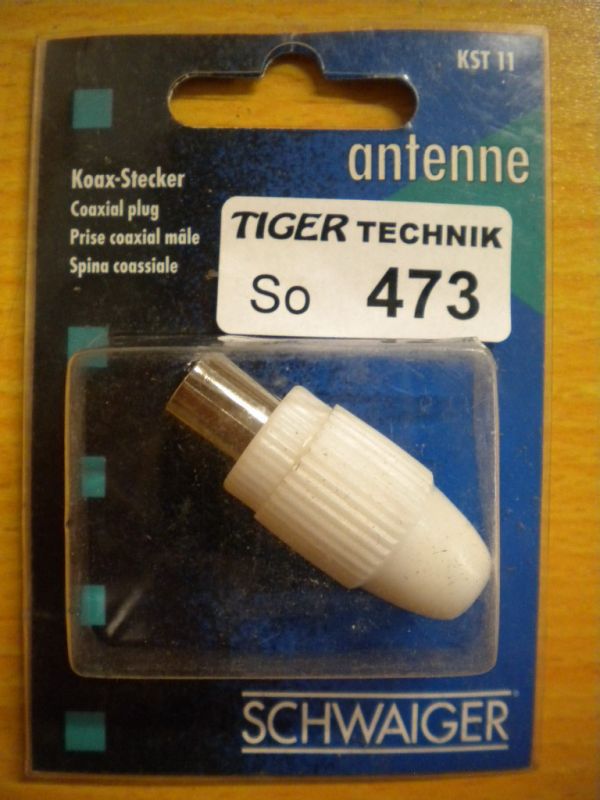 KST 11
antenne
Koax-Stecker
Coaxial plug
Prise coaxial mâle
Spina coassiale
TIGER TECHNIK
So 473
SCHWAIGER®